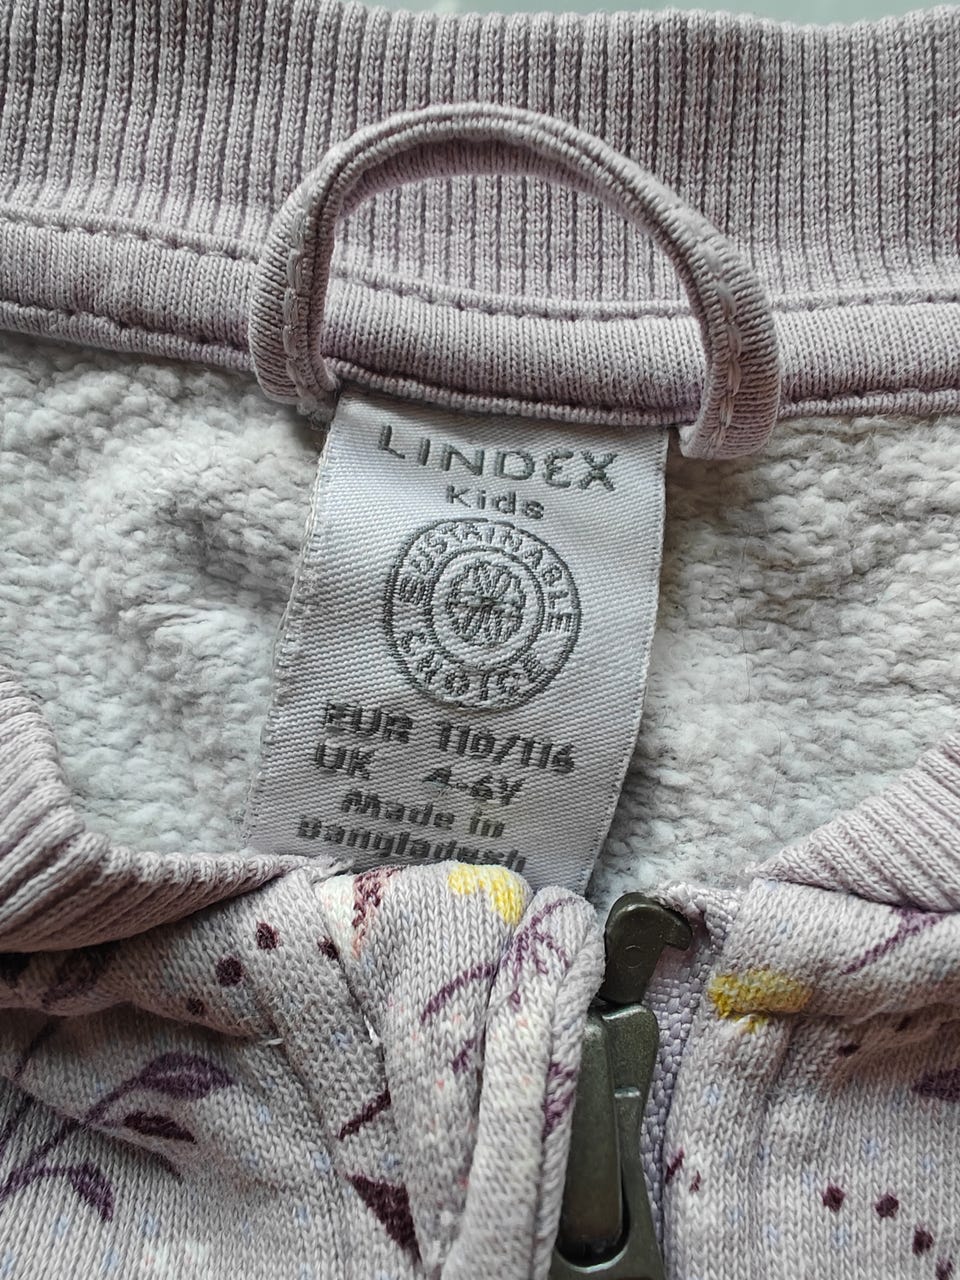 LINDEX
Kids
SUSTAINABLE
CHOICE
EUR 110/116
UK 4-6Y
Made in
Bangladesh